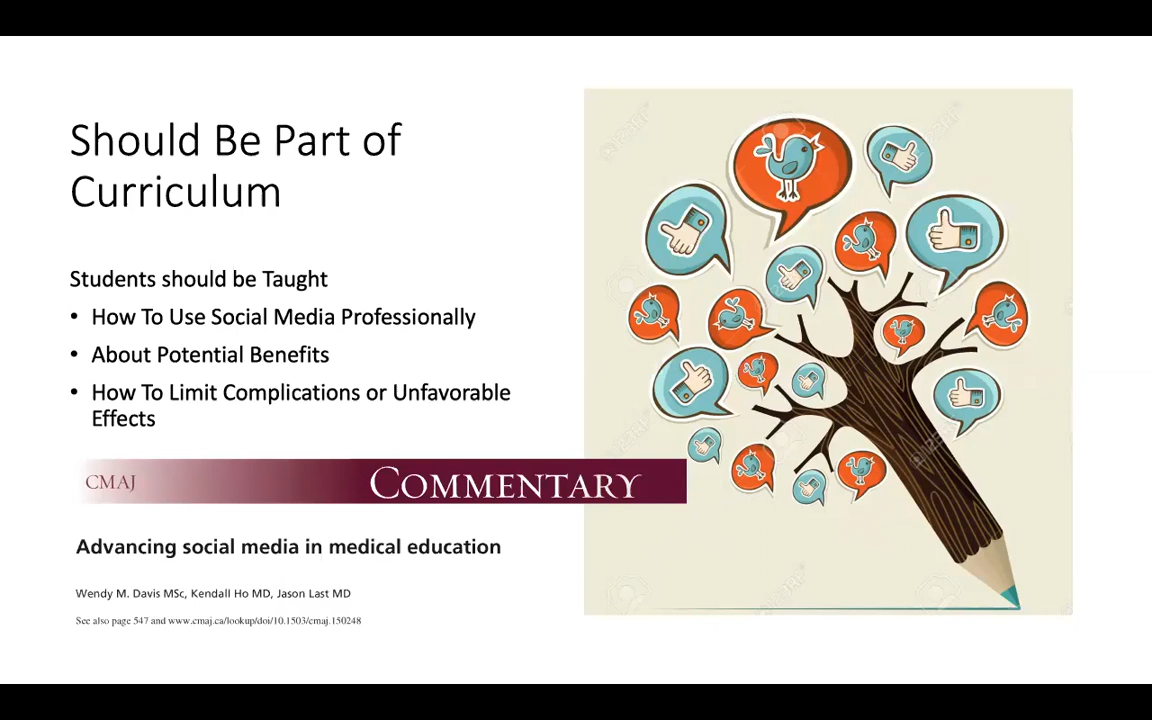 Should Be Part of
Curriculum
Students should be Taught
• How To Use Social Media Professionally
• About Potential Benefits
• How To Limit Complications or Unfavorable
Effects
CMAJ
COMMENTARY
Advancing social media in medical education
Wendy M. Davis MSc, Kendall Ho MD, Jason Last MD
See also page 547 and www.cmaj.ca/lookup/doi/10.1503/cmaj.150248